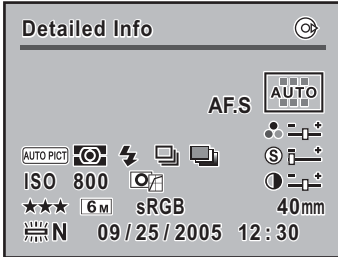 Detailed Info
AUTO
AF.S
AUTO PICT
S
ISO 800
6M sRGB 40mm
N 09/25/2005 12:30